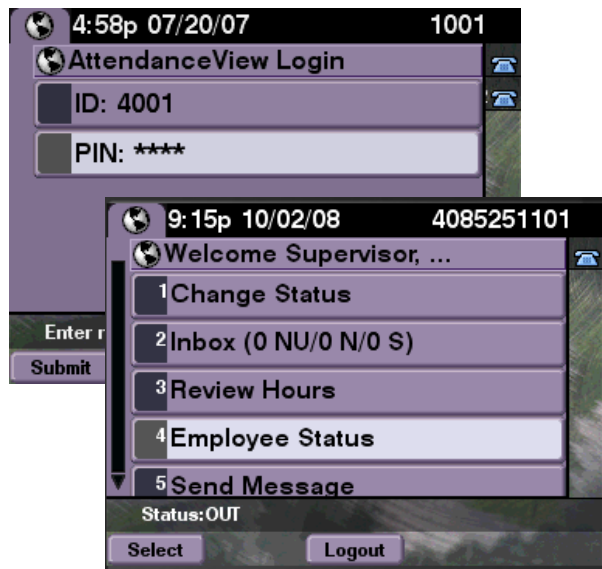 4:58p 07/20/07 1001
AttendanceView Login
ID: 4001
PIN: ****
Enter
Submit
9:15p 10/02/08 4085251101
Welcome Supervisor, ...
1 Change Status
2 Inbox (0 NU/0 N/0 S)
3 Review Hours
4 Employee Status
5 Send Message
Status:OUT
Select Logout